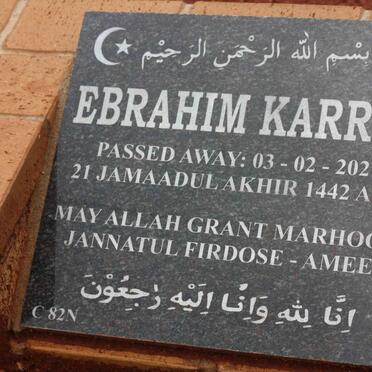 بِسْمِ اللهِ الرَّحْمٰنِ الرَّحِيْمِ
EBRAHIM KARR
PASSED AWAY: 03 - 02 - 202
21 JAMAADUL AKHIR 1442 A
MAY ALLAH GRANT MARHOO
JANNATUL FIRDOSE - AMEE
اِنَّا لِلّٰهِ وَاِنَّا اِلَيْهِ رٰجِعُوْنَ
C 82N